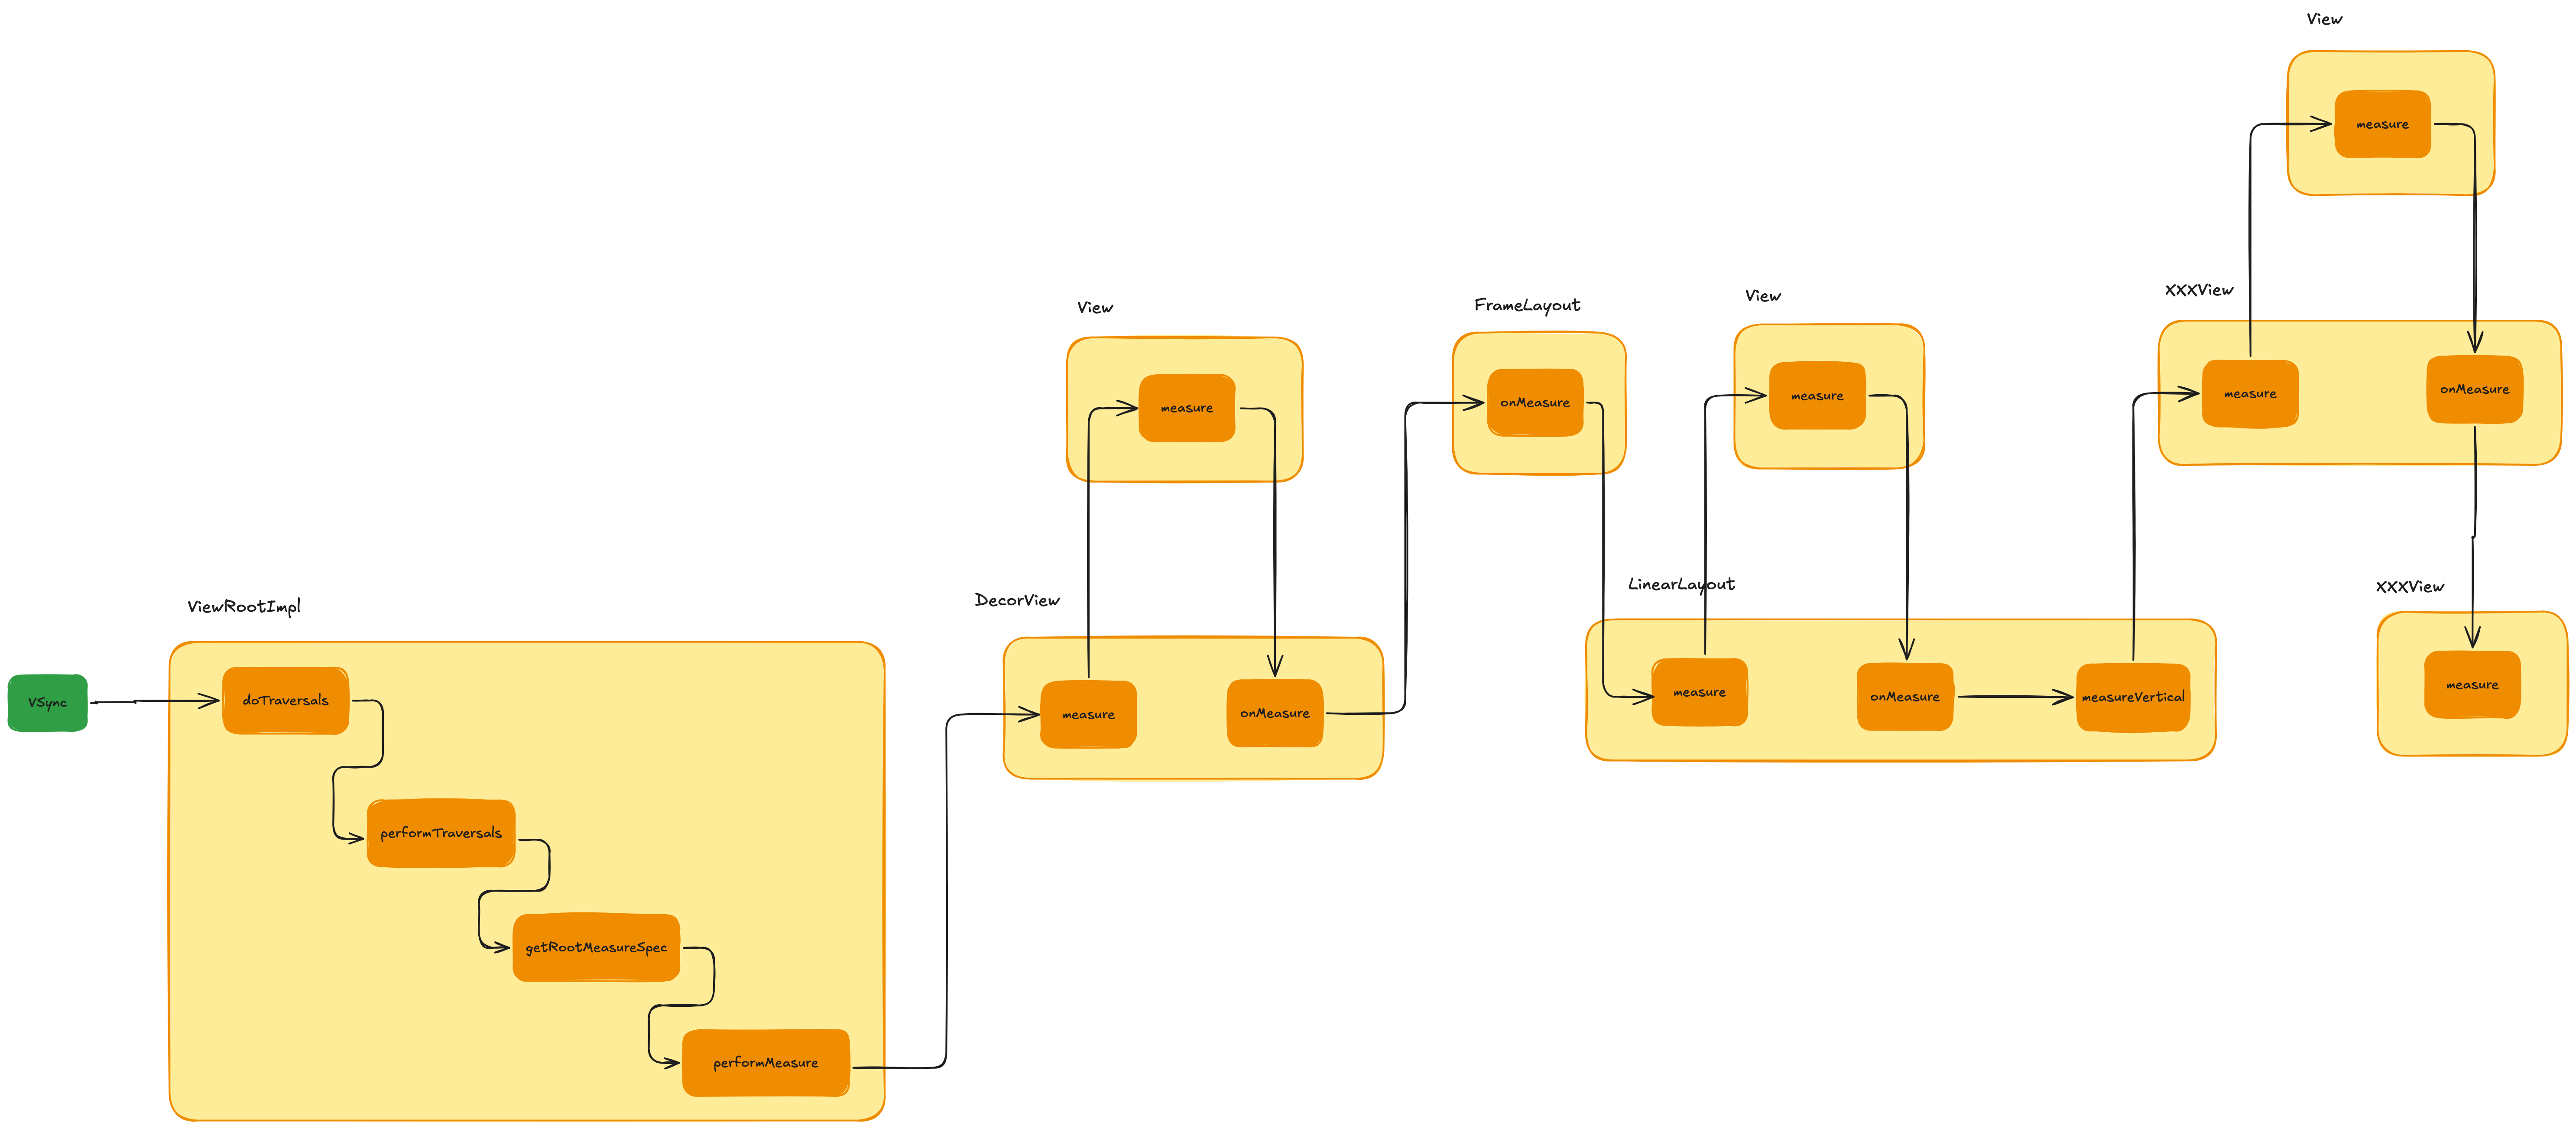 VSync
ViewRootImpl
doTraversals
performTraversals
getRootMeasureSpec
performMeasure
DecorView
measure
onMeasure
View
measure
FrameLayout
onMeasure
LinearLayout
measure
onMeasure
measureVertical
View
measure
XXXView
measure
onMeasure
View
measure
XXXView
measure